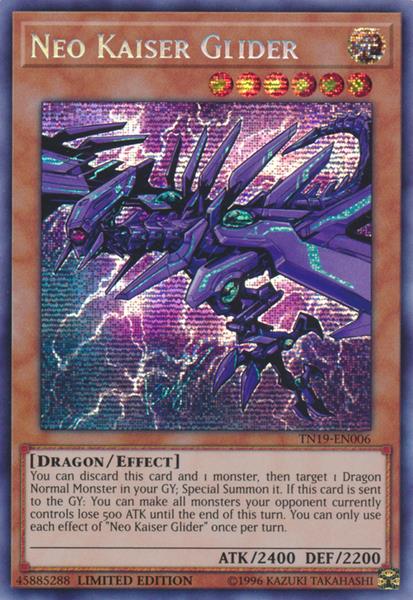 NEO KAISER GLIDER
TN19-EN006
[DRAGON/EFFECT]
You can discard this card and 1 monster, then target 1 Dragon
Normal Monster in your GY; Special Summon it. If this card is sent
to the GY: You can make all monsters your opponent currently
controls lose 500 ATK until the end of this turn. You can only use
each effect of "Neo Kaiser Glider" once per turn.
ATK/2400 DEF/2200
45885288 LIMITED EDITION ©1996 KAZUKI TAKAHASHI